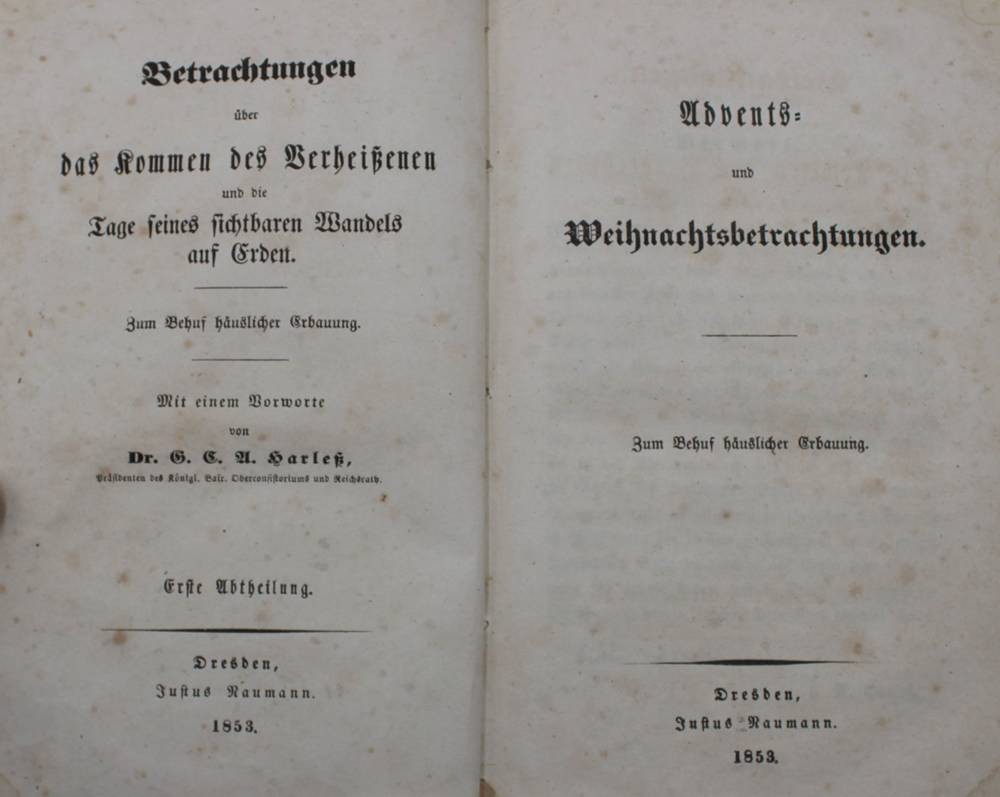 Betrachtungen
über
das Kommen des Verheißenen
und die
Tage seines sichtbaren Wandels
auf Erden.
Zum Behuf häuslicher Erbauung.
Mit einem Vorworte
von
Dr. G. C. A. Harleß,
Präsidenten des Königl. Bair. Oberconsistoriums und Reichsrath.
Erste Abtheilung.
Dresden,
Justus Naumann.
1853.
Advents-
und
Weihnachtsbetrachtungen.
Zum Behuf häuslicher Erbauung.
Dresden,
Justus Naumann.
1853.